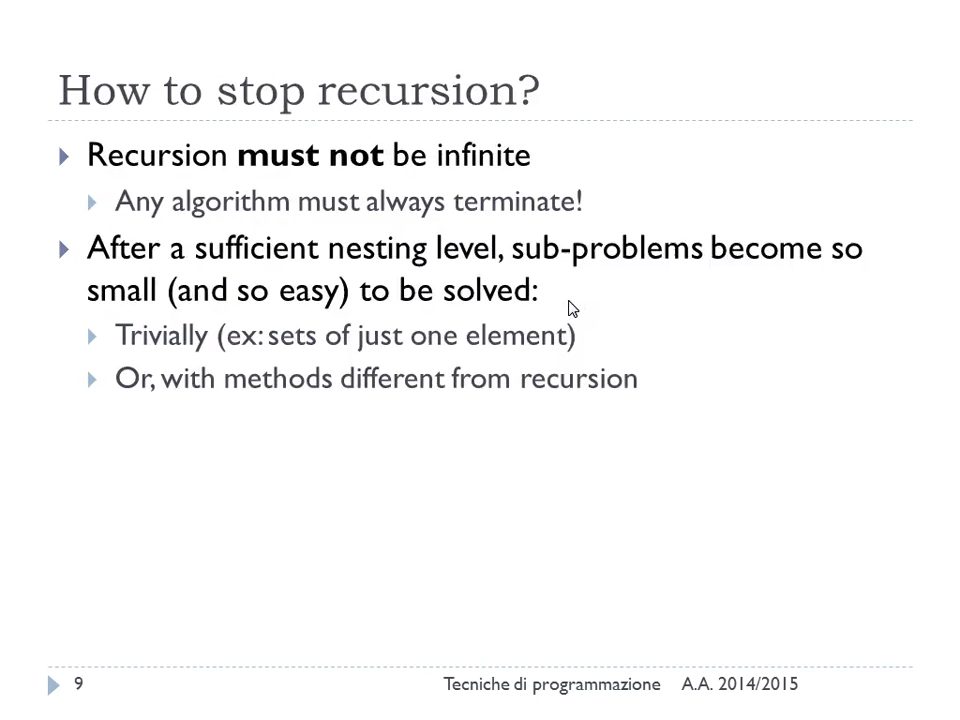 How to stop recursion?
Recursion must not be infinite
Any algorithm must always terminate!
After a sufficient nesting level, sub-problems become so
small (and so easy) to be solved:
Trivially (ex: sets of just one element)
Or, with methods different from recursion
9 Tecniche di programmazione A.A. 2014/2015